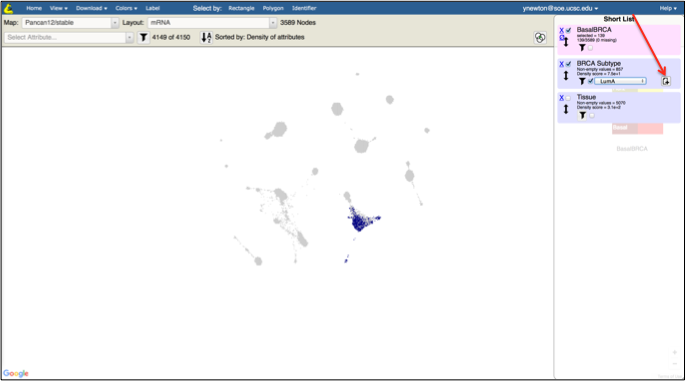 Home View Download Colors Label Select by: Rectangle Polygon Identifier ynewton@soe.ucsc.edu Help
Map: Pancan12/stable Layout: mRNA 3589 Nodes
Select Attribute... 4149 of 4150 Sorted by: Density of attributes
Short List
X BasalBRCA
selected = 139
139/3589 (0 missing)
X BRCA Subtype
Non-empty values = 857
Density score = 7.5e+1
LumA
X Tissue
Non-empty values = 5070
Density score = 3.1e+2
Basal
BasalBRCA
Google